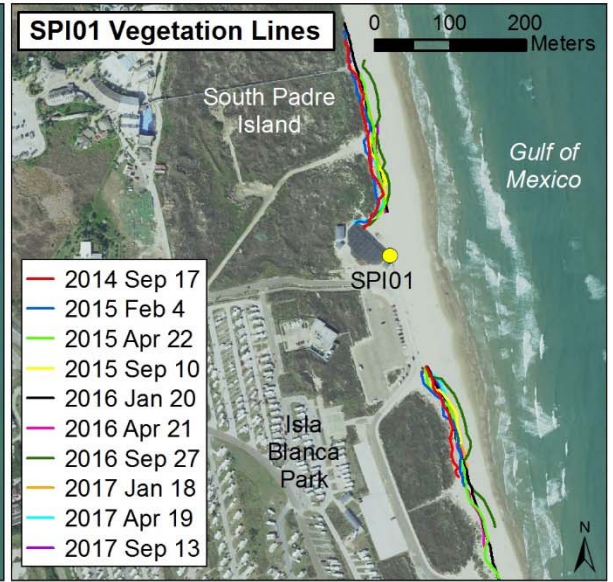 SPI01 Vegetation Lines
0 100 200
Meters
South Padre
Island
Gulf of
Mexico
SPI01
2014 Sep 17
2015 Feb 4
2015 Apr 22
2015 Sep 10
2016 Jan 20
2016 Apr 21
2016 Sep 27
2017 Jan 18
2017 Apr 19
2017 Sep 13
Isla
Blanca
Park
N